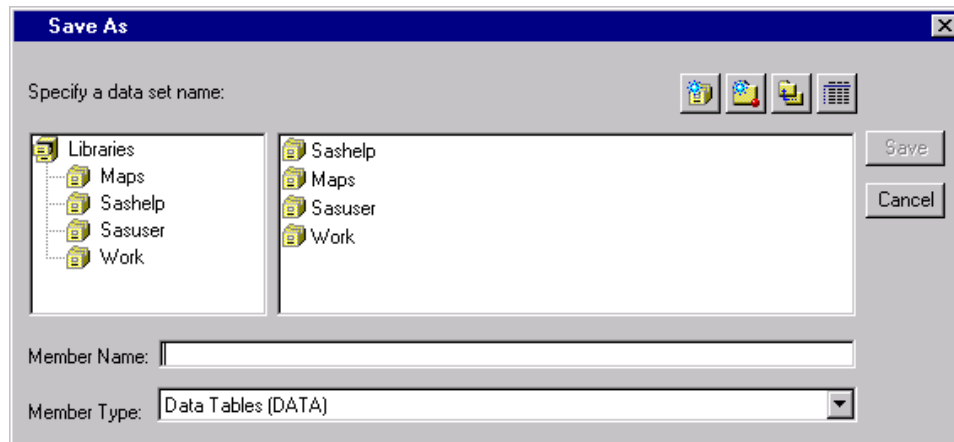 Save As
Specify a data set name:
Libraries
Maps
Sashelp
Sasuser
Work
Sashelp
Maps
Sasuser
Work
Save
Cancel
Member Name:
Member Type: Data Tables (DATA)